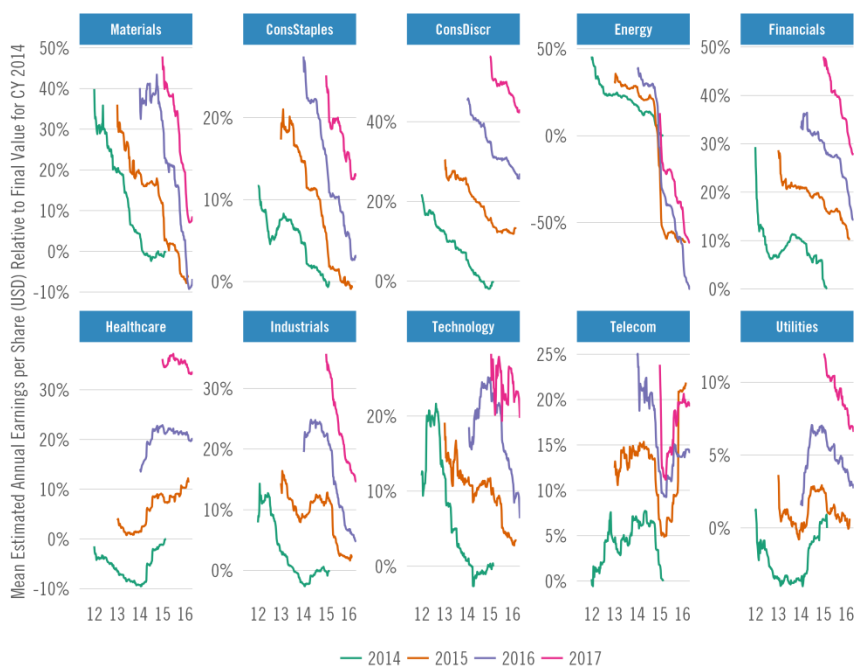 Mean Estimated Annual Earnings per Share (USD) Relative to Final Value for CY 2014
Materials
ConsStaples
ConsDiscr
Energy
Financials
50%
40%
30%
20%
10%
0%
-10%
20%
10%
0%
40%
20%
0%
50%
0%
-50%
50%
40%
30%
20%
10%
0%
Healthcare
Industrials
Technology
Telecom
Utilities
30%
20%
10%
0%
-10%
30%
20%
10%
0%
20%
10%
0%
25%
20%
15%
10%
5%
0%
10%
5%
0%
12 13 14 15 16
12 13 14 15 16
12 13 14 15 16
12 13 14 15 16
12 13 14 15 16
2014 2015 2016 2017